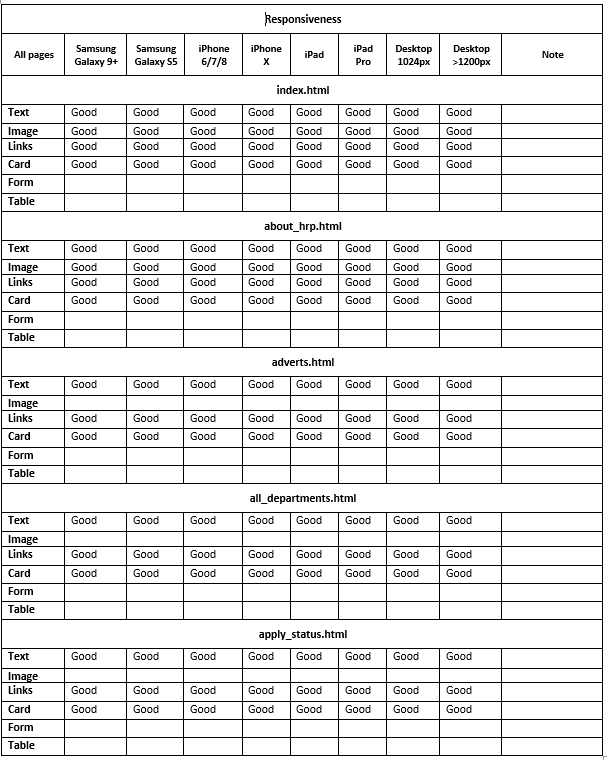 Responsiveness
All pages Samsung Galaxy 9+ Samsung Galaxy S5 iPhone 6/7/8 iPhone X iPad iPad Pro Desktop 1024px Desktop >1200px Note
index.html
Text Good Good Good Good Good Good Good Good
Image Good Good Good Good Good Good Good Good
Links Good Good Good Good Good Good Good Good
Card Good Good Good Good Good Good Good Good
Form
Table
about_hrp.html
Text Good Good Good Good Good Good Good Good
Image Good Good Good Good Good Good Good Good
Links Good Good Good Good Good Good Good Good
Card Good Good Good Good Good Good Good Good
Form
Table
adverts.html
Text Good Good Good Good Good Good Good Good
Image
Links Good Good Good Good Good Good Good Good
Card Good Good Good Good Good Good Good Good
Form
Table
all_departments.html
Text Good Good Good Good Good Good Good Good
Image
Links Good Good Good Good Good Good Good Good
Card Good Good Good Good Good Good Good Good
Form
Table
apply_status.html
Text Good Good Good Good Good Good Good Good
Image
Links Good Good Good Good Good Good Good Good
Card Good Good Good Good Good Good Good Good
Form
Table